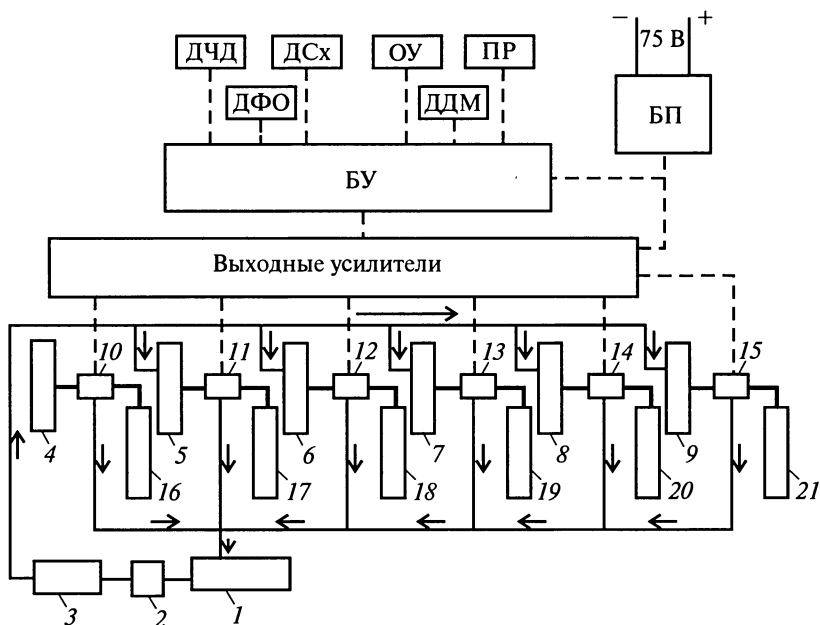 − 75 В +
ДЧД ДСх ОУ ПР
ДФО ДДМ
БП
БУ
Выходные усилители
10 11 12 13 14 15
4 5 6 7 8 9
16 17 18 19 20 21
3 2 1